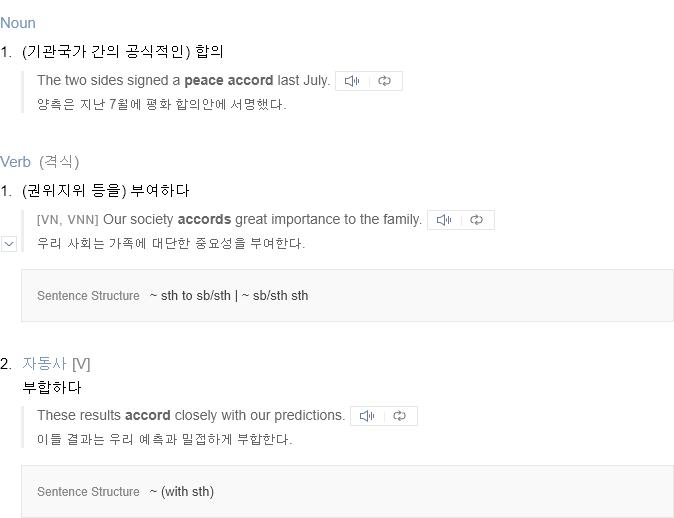 Noun
1. (기관국가 간의 공식적인) 합의
The two sides signed a peace accord last July.
양측은 지난 7월에 평화 합의안에 서명했다.
Verb (격식)
1. (권위지위 등을) 부여하다
[VN, VNN] Our society accords great importance to the family.
우리 사회는 가족에 대단한 중요성을 부여한다.
Sentence Structure ~ sth to sb/sth | ~ sb/sth sth
2. 자동사 [V]
부합하다
These results accord closely with our predictions.
이들 결과는 우리 예측과 밀접하게 부합한다.
Sentence Structure ~ (with sth)